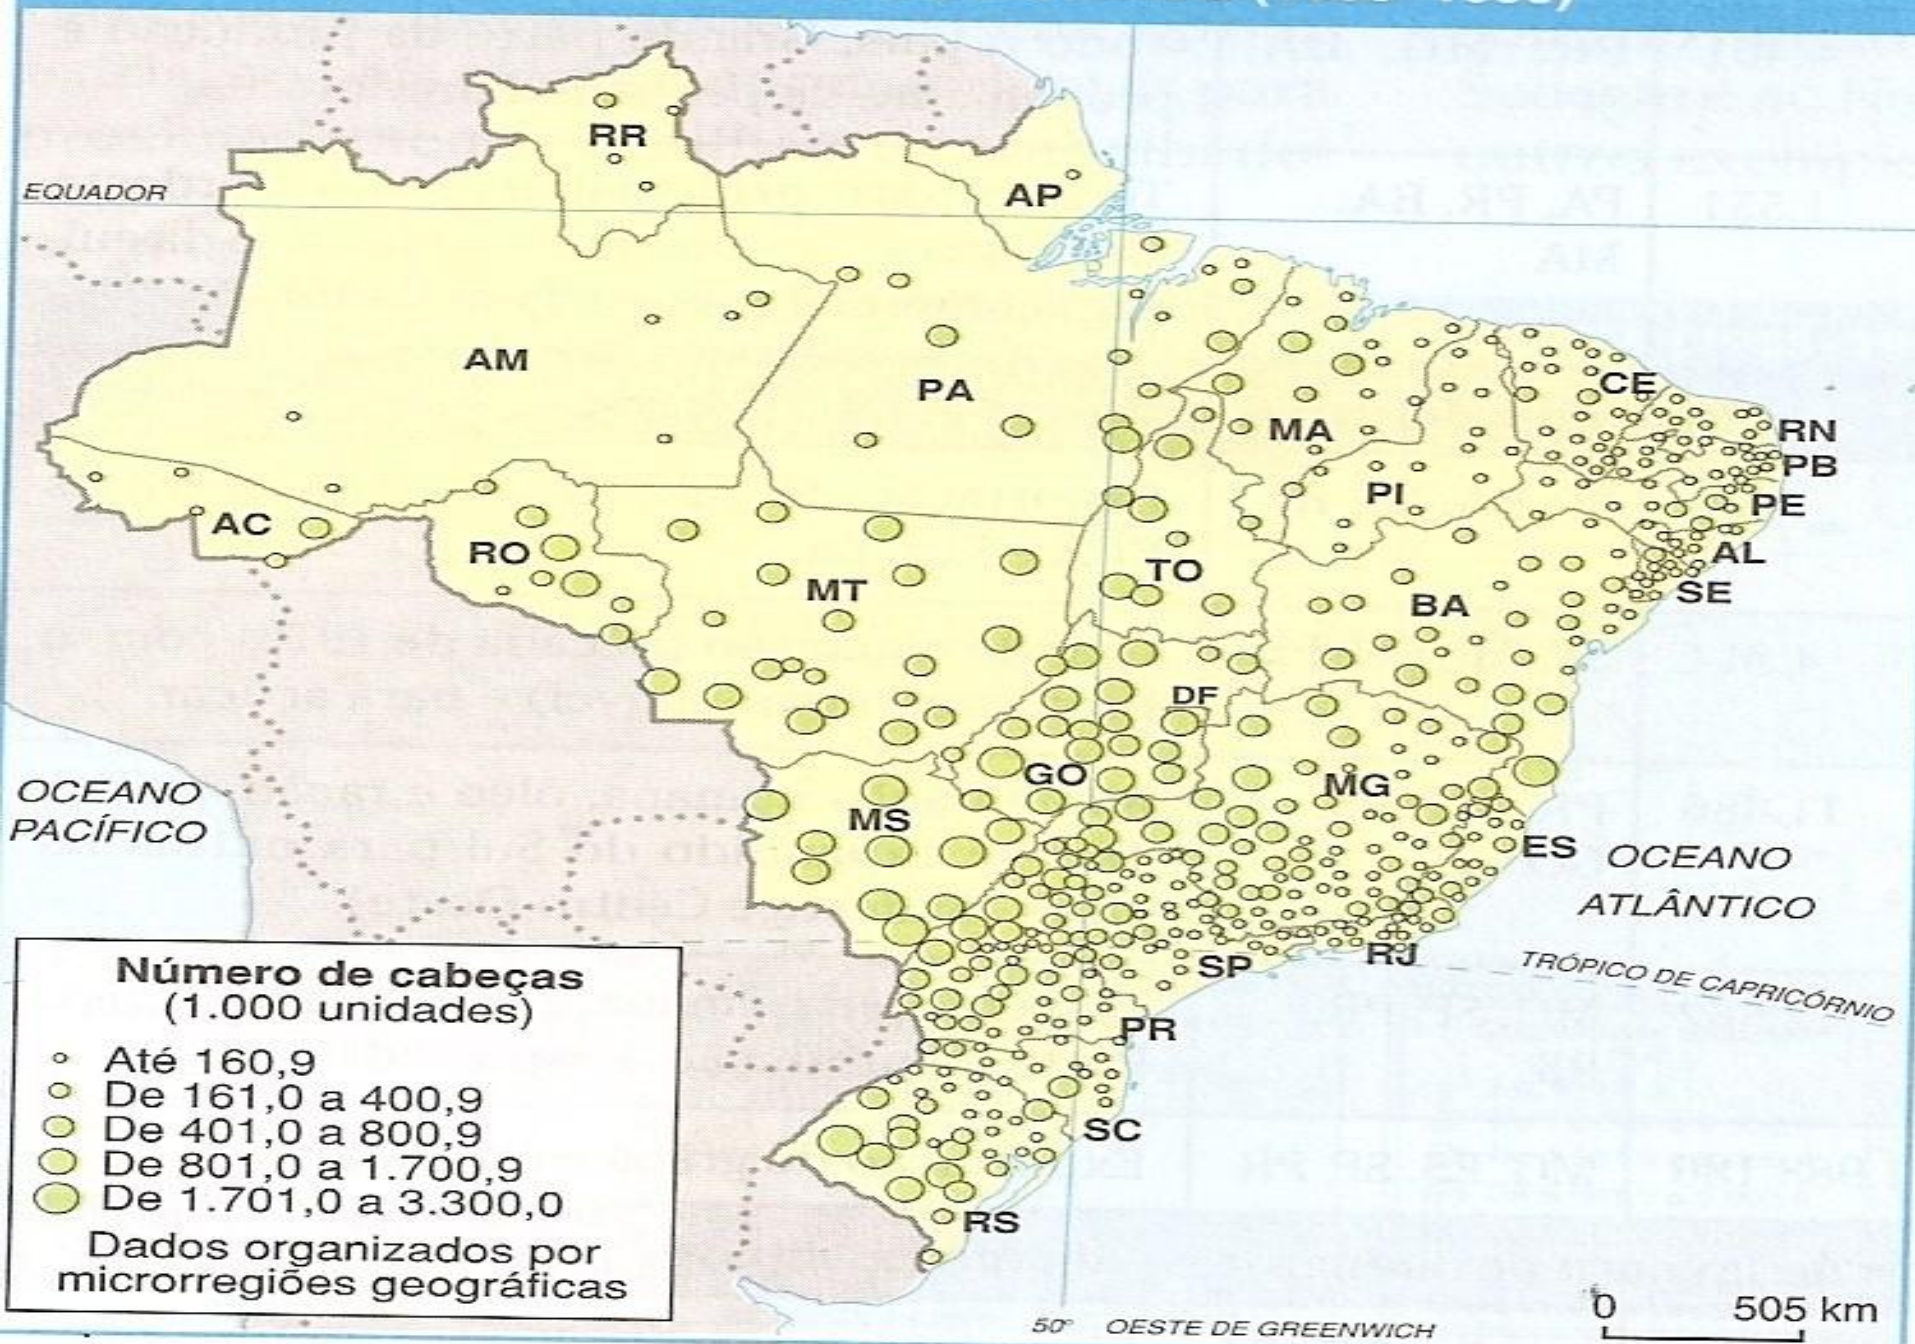 RR
AP
EQUADOR
AM
PA
CE
MA
RN
PB
PI
PE
AC
RO
AL
TO
MT
BA
SE
DF
GO
MG
OCEANO
PACÍFICO
MS
ES
OCEANO
ATLÂNTICO
SP
RJ
TRÓPICO DE CAPRICÓRNIO
PR
SC
RS
Número de cabeças
(1.000 unidades)
Até 160,9
De 161,0 a 400,9
De 401,0 a 800,9
De 801,0 a 1.700,9
De 1.701,0 a 3.300,0
Dados organizados por
microrregiões geográficas
0 505 km
50° OESTE DE GREENWICH